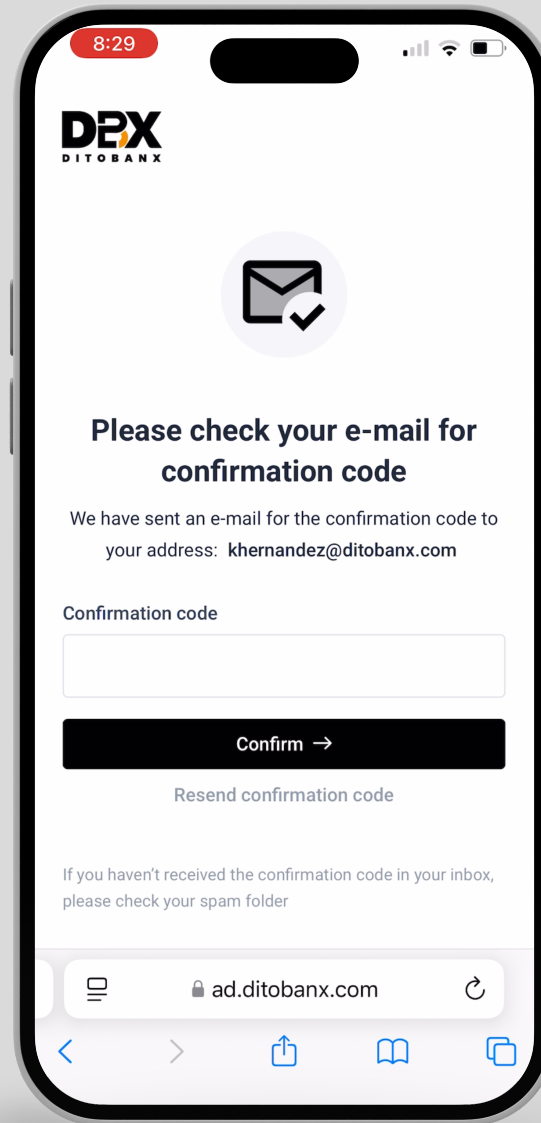 8:29
DBX
DITOBANX
Please check your e-mail for
confirmation code
We have sent an e-mail for the confirmation code to
your address: khernandez@ditobanx.com
Confirmation code
Confirm →
Resend confirmation code
If you haven’t received the confirmation code in your inbox,
please check your spam folder
ad.ditobanx.com